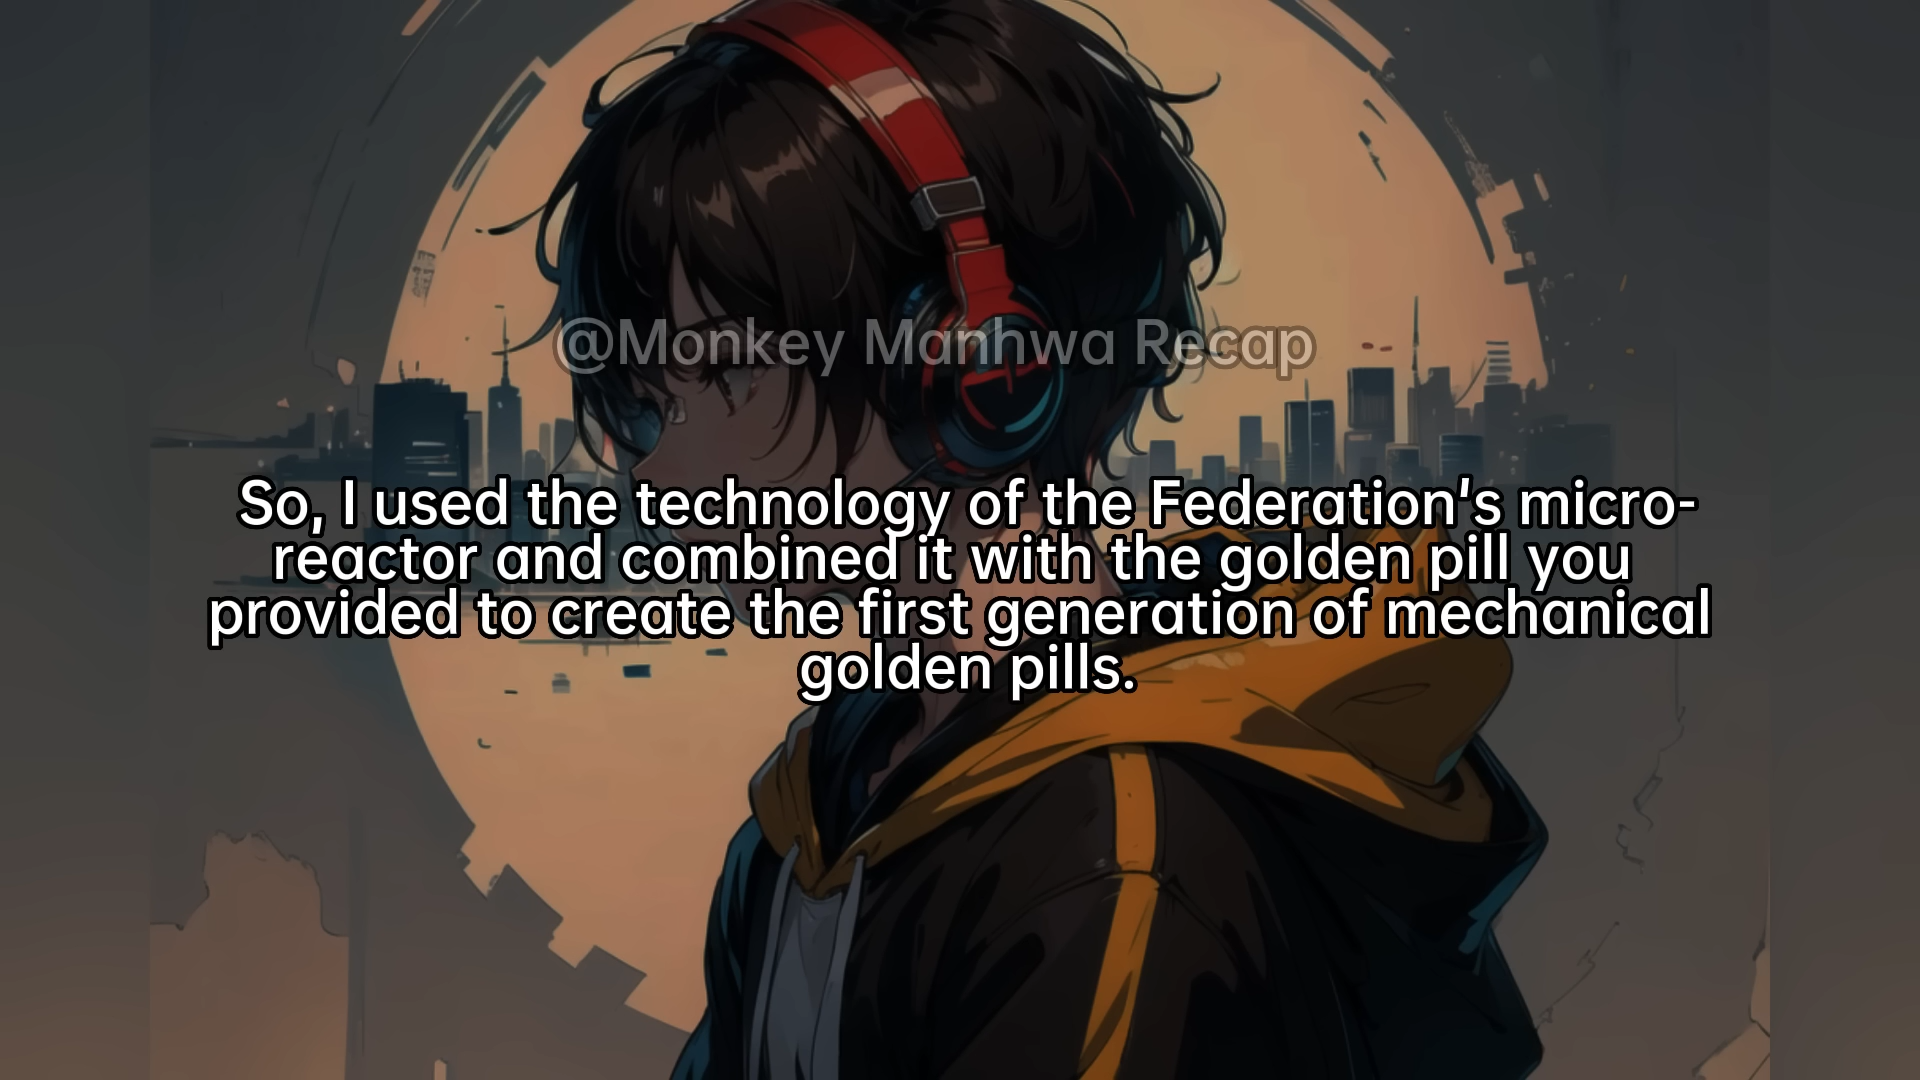 @Monkey Manhwa Recap
So, I used the technology of the Federation's micro-
reactor and combined it with the golden pill you
provided to create the first generation of mechanical
golden pills.